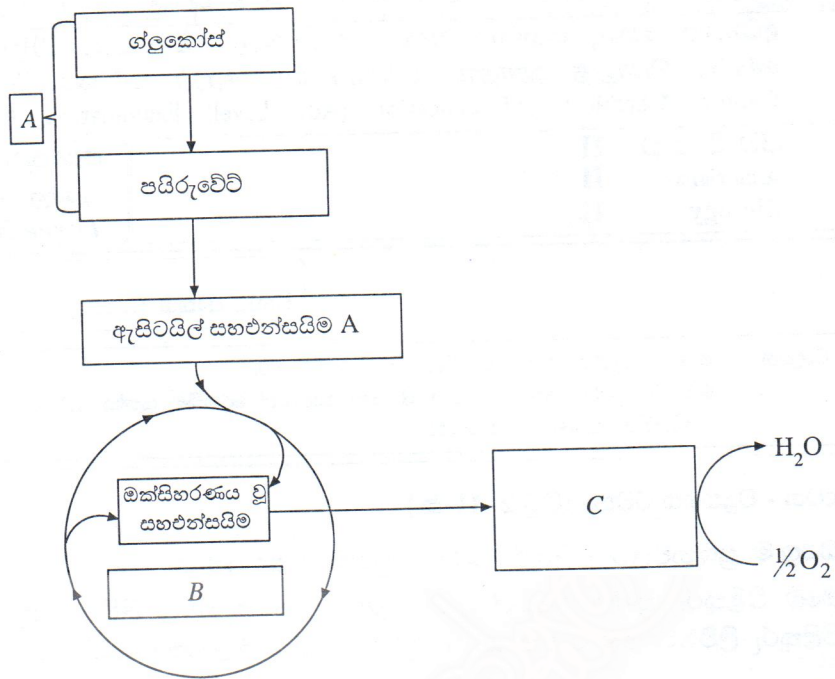 ග්ලුකෝස්
A
පයිරුවේට්
ඇසිටයිල් සහඑන්සයිම A
ඔක්සිහරණය වූ
සහඑන්සයිම
B
C
H₂O
½O₂